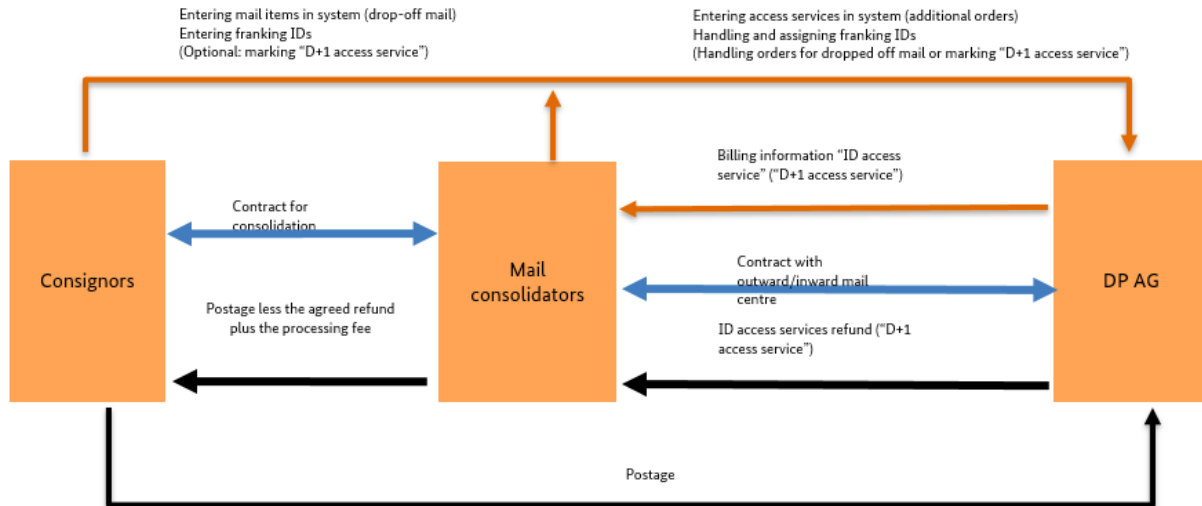 Entering mail items in system (drop-off mail)
Entering franking IDs
(Optional: marking “D+1 access service”)
Entering access services in system (additional orders)
Handling and assigning franking IDs
(Handling orders for dropped off mail or marking “D+1 access service”)
Billing information “ID access
service” (“D+1 access service”)
Contract for
consolidation
Consignors
Mail
consolidators
Contract with
outward/inward mail
centre
DP AG
Postage less the agreed refund
plus the processing fee
ID access services refund (“D+1
access service”)
Postage